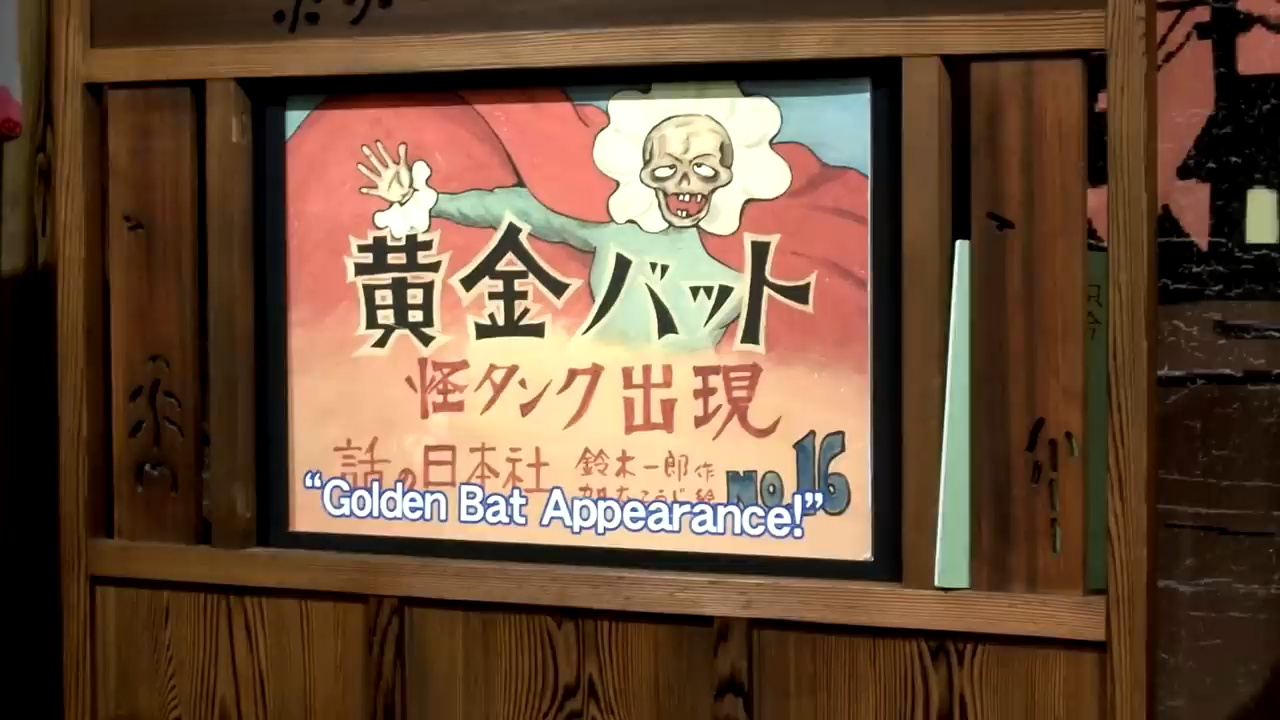 黄金バット
怪タンク出現
話の日本社 鈴木一郎 作 NO.16
“Golden Bat Appearance!”